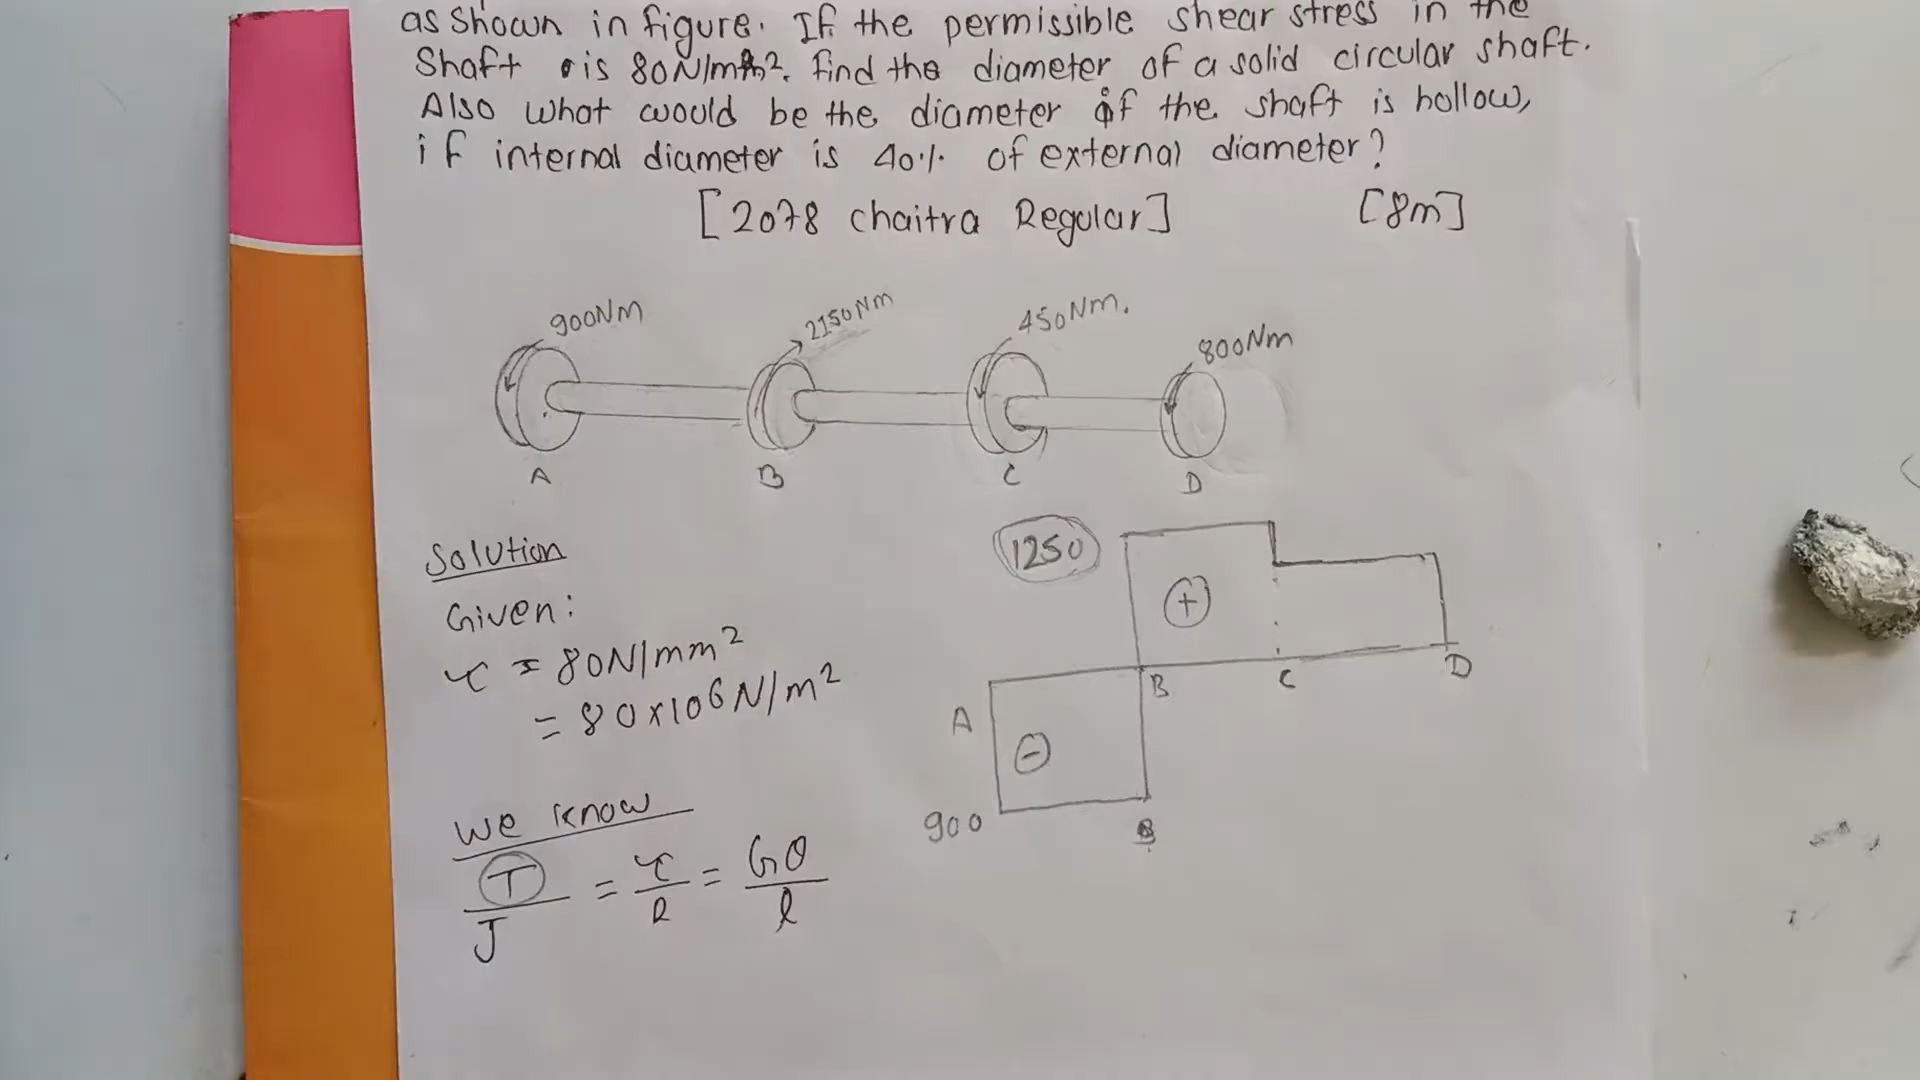 as shown in figure. If the permissible shear stress in the
Shaft is 80N/mm². find the diameter of a solid circular shaft.
Also what would be the diameter if the shaft is hollow,
if internal diameter is 40% of external diameter?
[2078 chaitra Regular] [8m]
900Nm
2150Nm
450Nm.
800Nm
A B C D
Solution
Given:
τ = 80N/mm²
= 80×10⁶N/m²
1250
+
B C D
A
-
900 B
We know
T/J = τ/R = Gθ/l